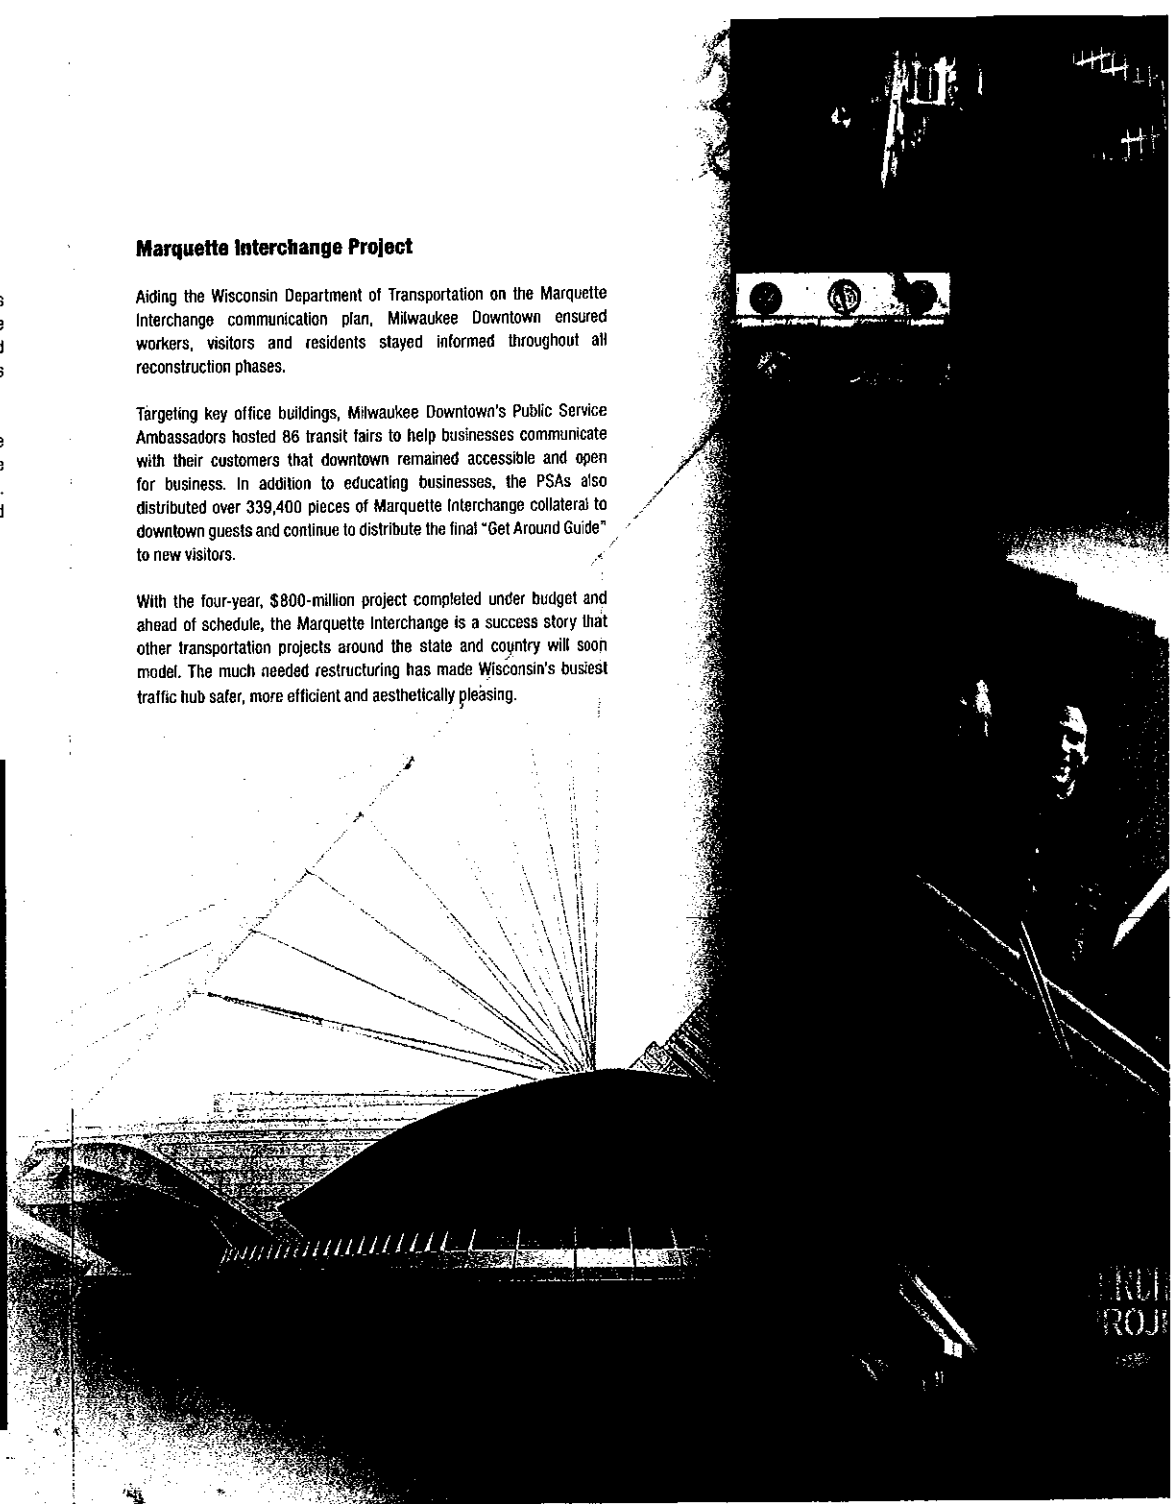 Marquette Interchange Project
Aiding the Wisconsin Department of Transportation on the Marquette
Interchange communication plan, Milwaukee Downtown ensured
workers, visitors and residents stayed informed throughout all
reconstruction phases.
Targeting key office buildings, Milwaukee Downtown's Public Service
Ambassadors hosted 86 transit fairs to help businesses communicate
with their customers that downtown remained accessible and open
for business. In addition to educating businesses, the PSAs also
distributed over 339,400 pieces of Marquette Interchange collateral to
downtown guests and continue to distribute the final "Get Around Guide"
to new visitors.
With the four-year, $800-million project completed under budget and
ahead of schedule, the Marquette Interchange is a success story that
other transportation projects around the state and country will soon
model. The much needed restructuring has made Wisconsin's busiest
traffic hub safer, more efficient and aesthetically pleasing.